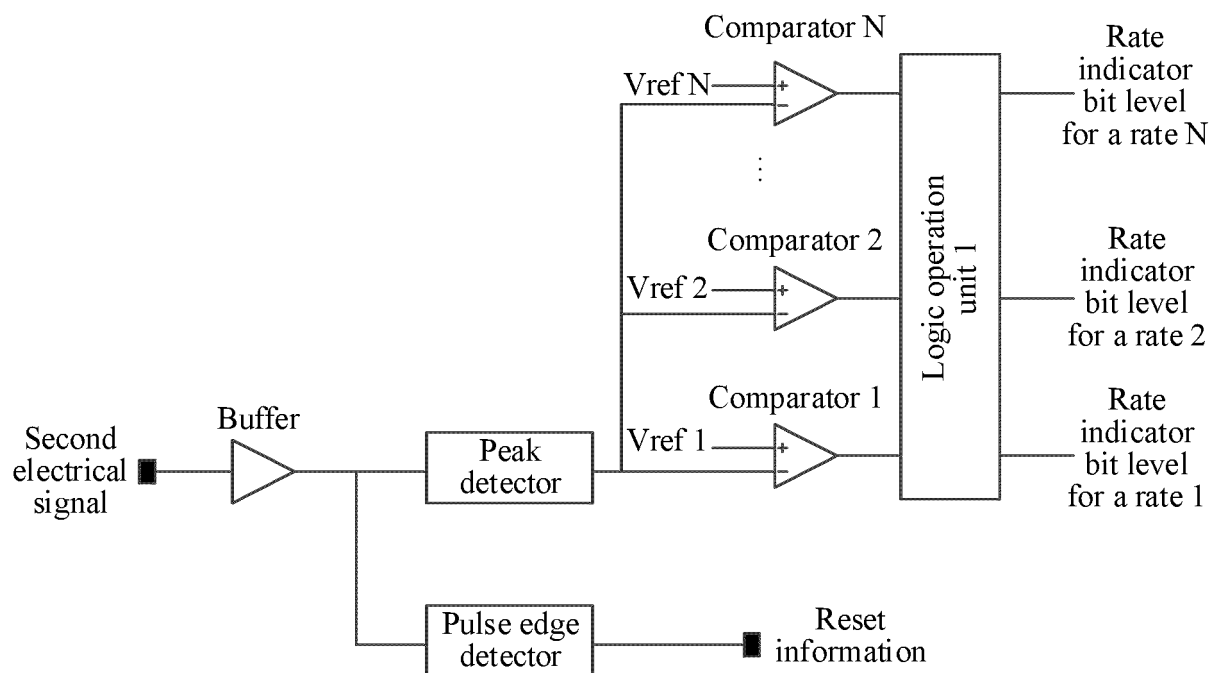 Comparator N
Vref N
+
−
Rate
indicator
bit level
for a rate N
⋮
Comparator 2
Vref 2
+
−
Rate
indicator
bit level
for a rate 2
Logic operation
unit 1
Comparator 1
Vref 1
+
−
Rate
indicator
bit level
for a rate 1
Second
electrical
signal
Buffer
Peak
detector
Pulse edge
detector
Reset
information